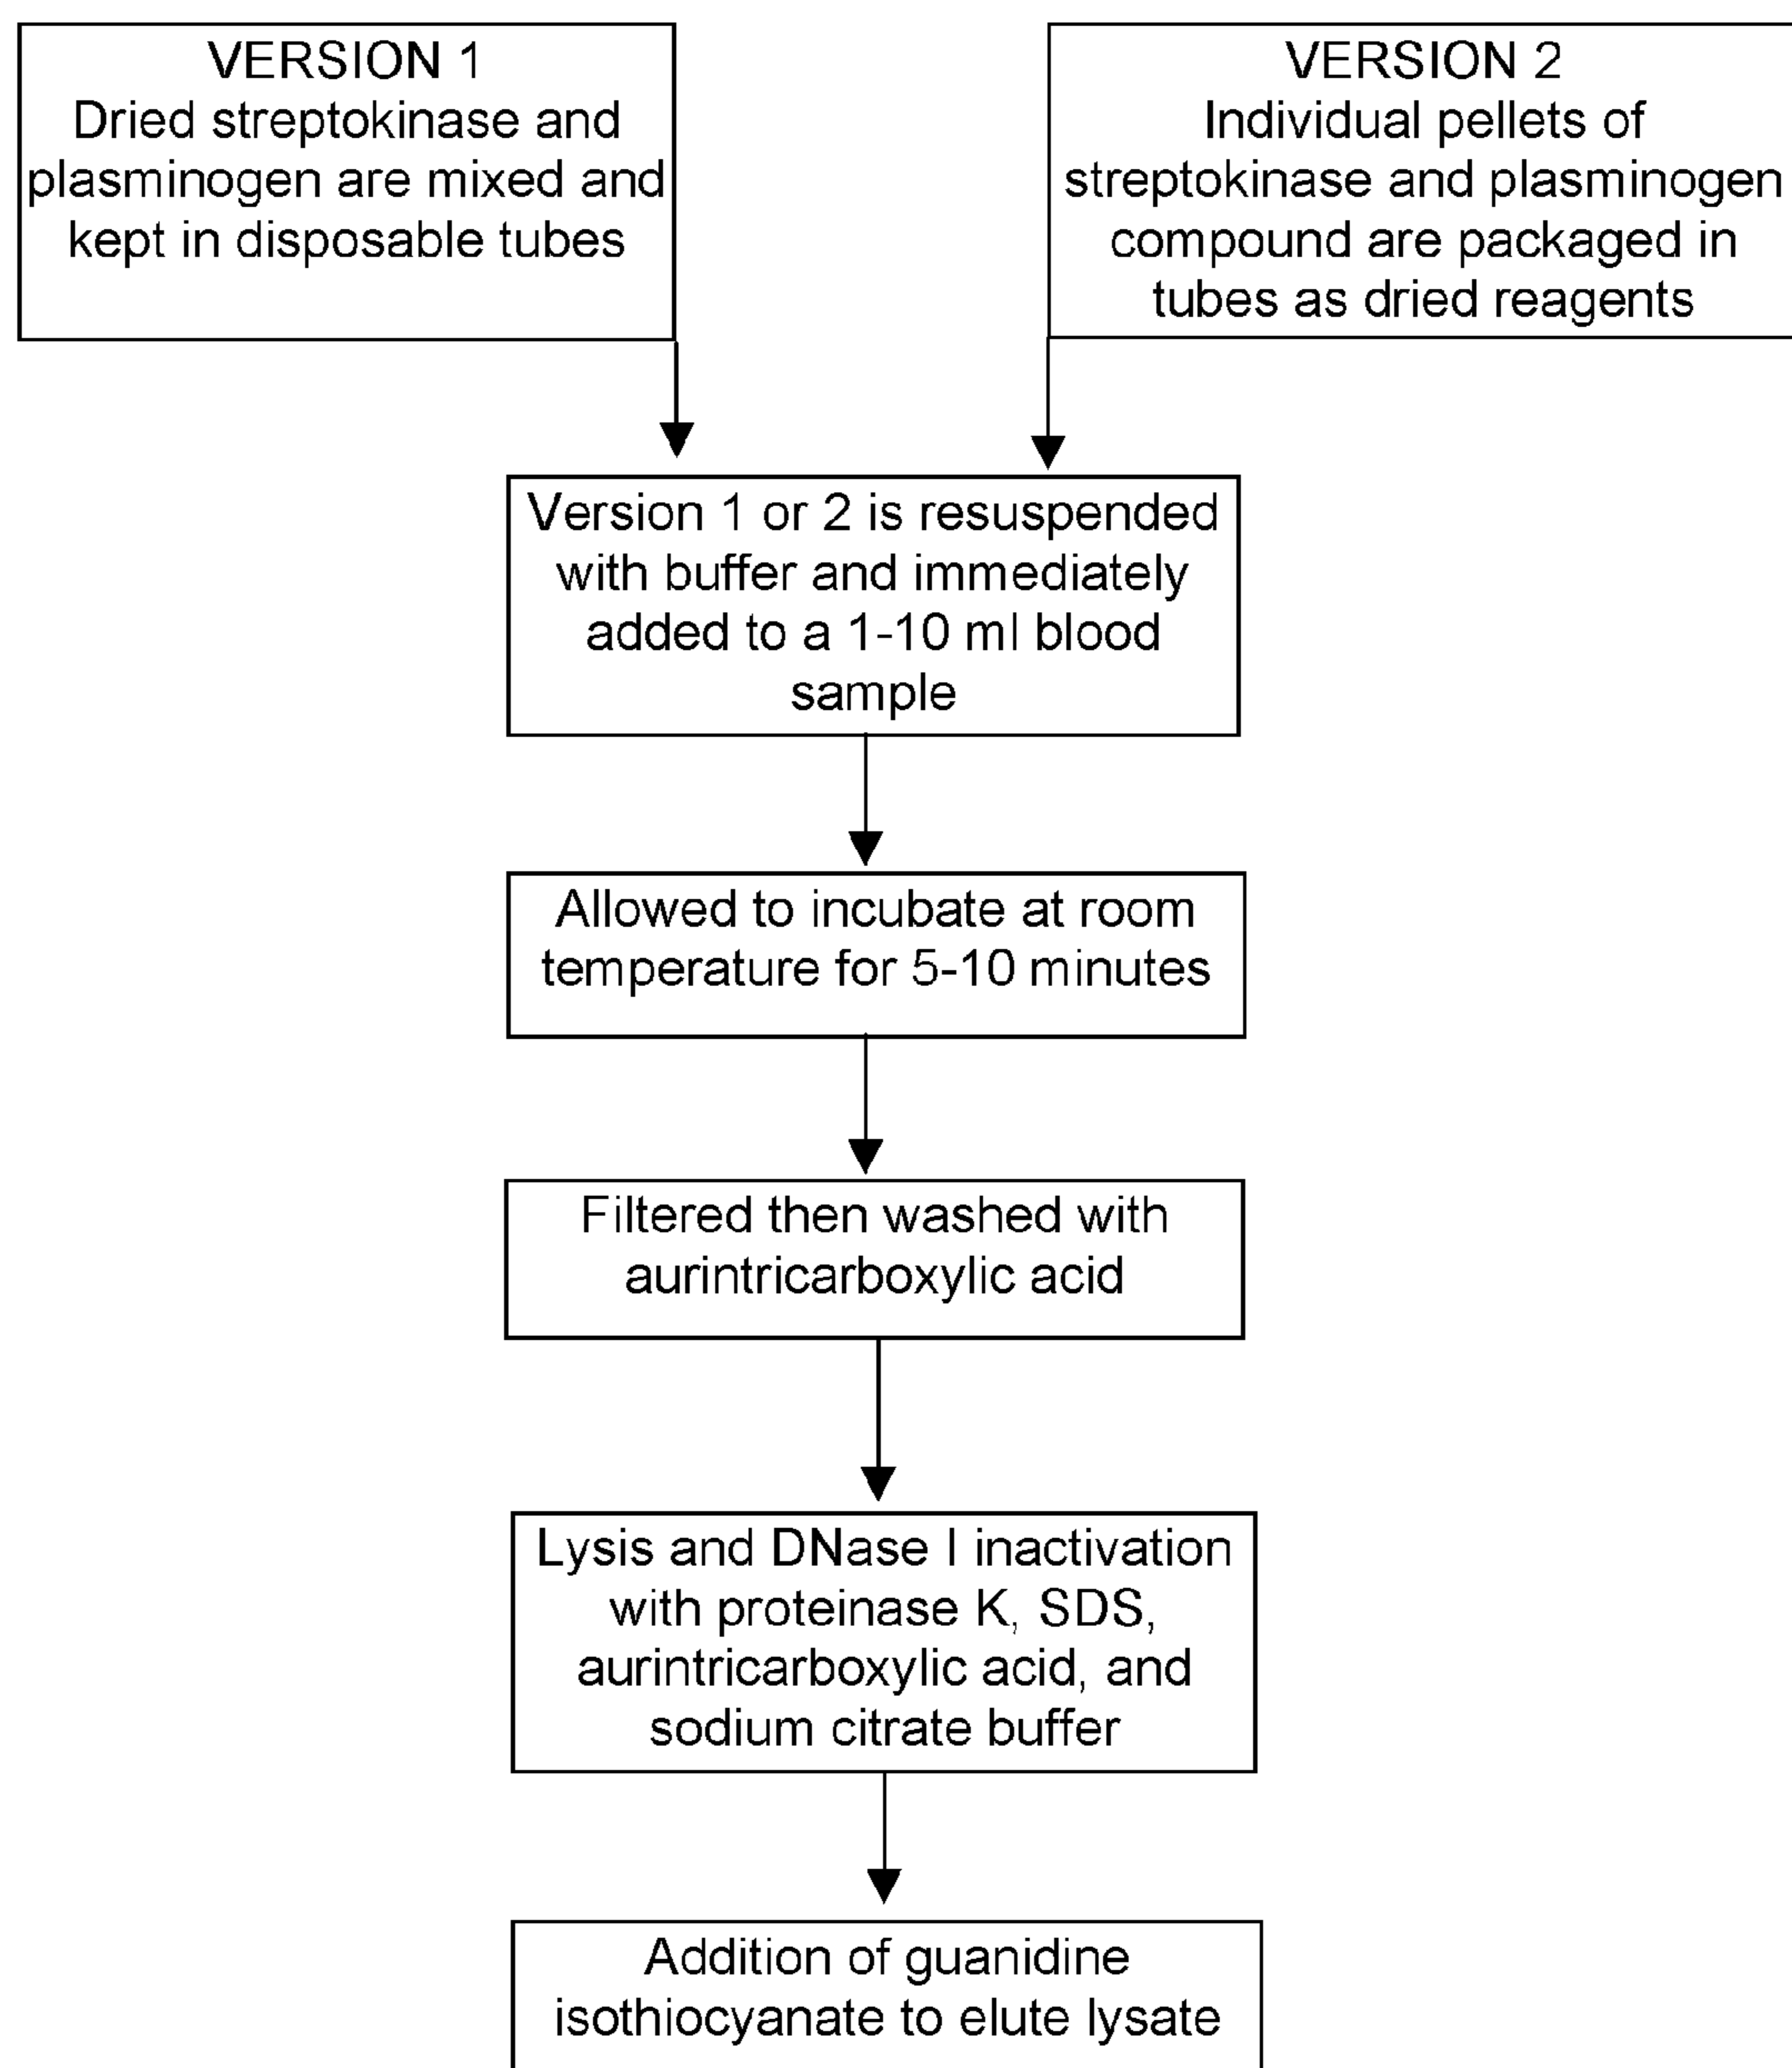 VERSION 1
Dried streptokinase and
plasminogen are mixed and
kept in disposable tubes
VERSION 2
Individual pellets of
streptokinase and plasminogen
compound are packaged in
tubes as dried reagents
Version 1 or 2 is resuspended
with buffer and immediately
added to a 1-10 ml blood
sample
Allowed to incubate at room
temperature for 5-10 minutes
Filtered then washed with
aurintricarboxylic acid
Lysis and DNase I inactivation
with proteinase K, SDS,
aurintricarboxylic acid, and
sodium citrate buffer
Addition of guanidine
isothiocyanate to elute lysate